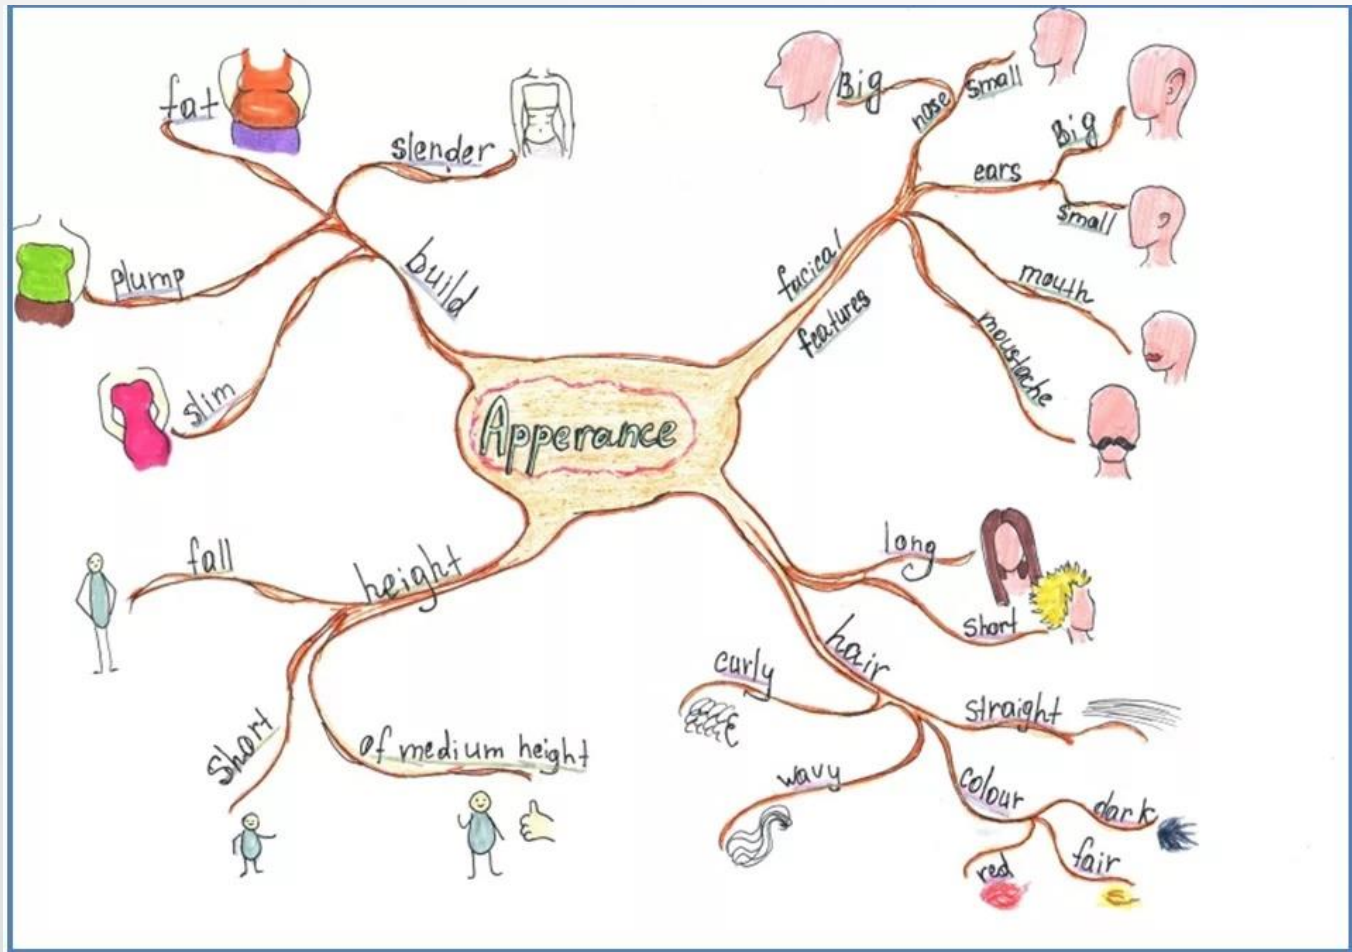 Apperance
build
fat
slender
plump
slim
facical
features
nose
Big
small
ears
Big
small
mouth
moustache
height
fall
short
of medium height
hair
long
short
curly
wavy
straight
colour
dark
fair
red